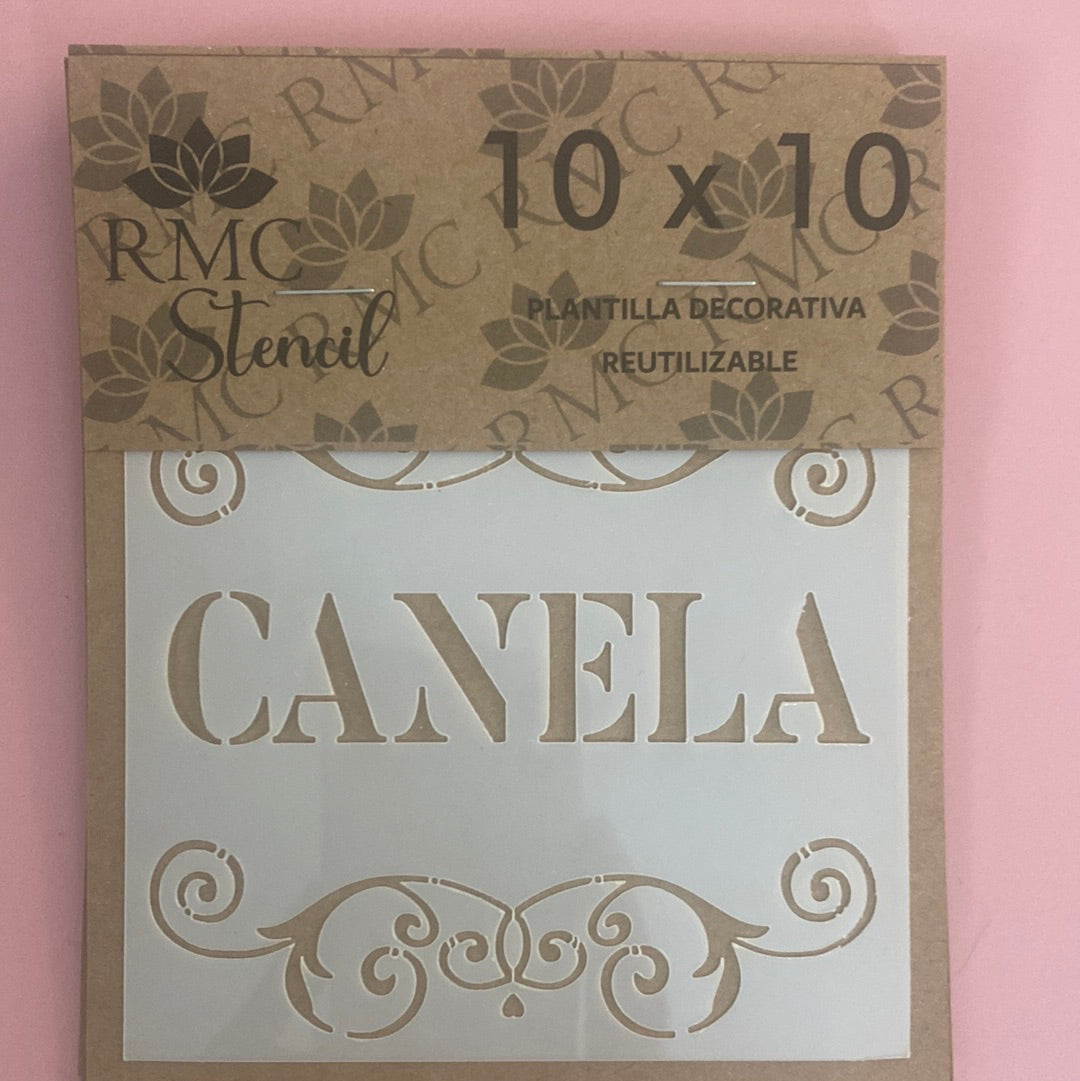 RMC
Stencil
10 x 10
PLANTILLA DECORATIVA
REUTILIZABLE
CANELA